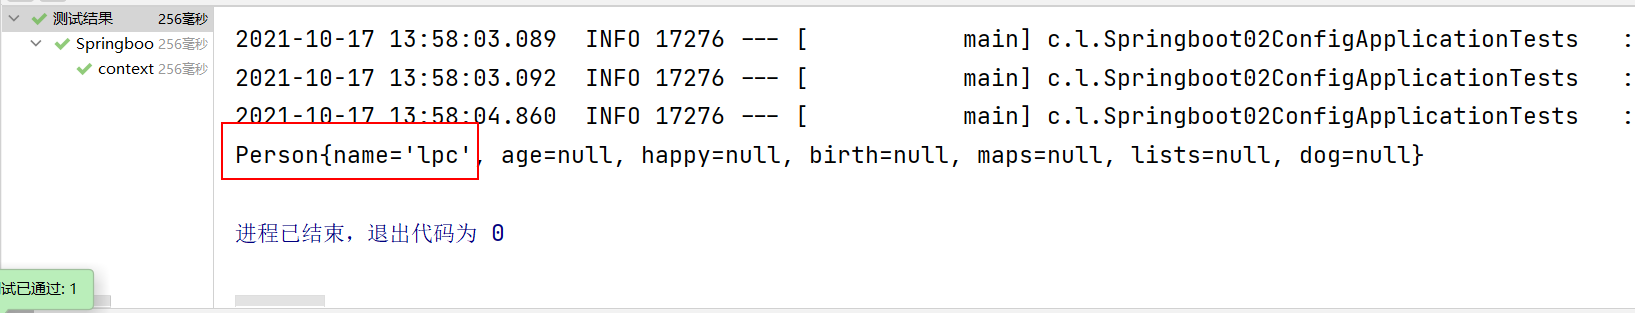 测试结果 256毫秒
Springboo 256毫秒
context 256毫秒
2021-10-17 13:58:03.089  INFO 17276 --- [           main] c.l.Springboot02ConfigApplicationTests   :
2021-10-17 13:58:03.092  INFO 17276 --- [           main] c.l.Springboot02ConfigApplicationTests   :
2021-10-17 13:58:04.860  INFO 17276 --- [           main] c.l.Springboot02ConfigApplicationTests   :
Person{name='lpc', age=null, happy=null, birth=null, maps=null, lists=null, dog=null}
进程已结束，退出代码为 0
试已通过: 1